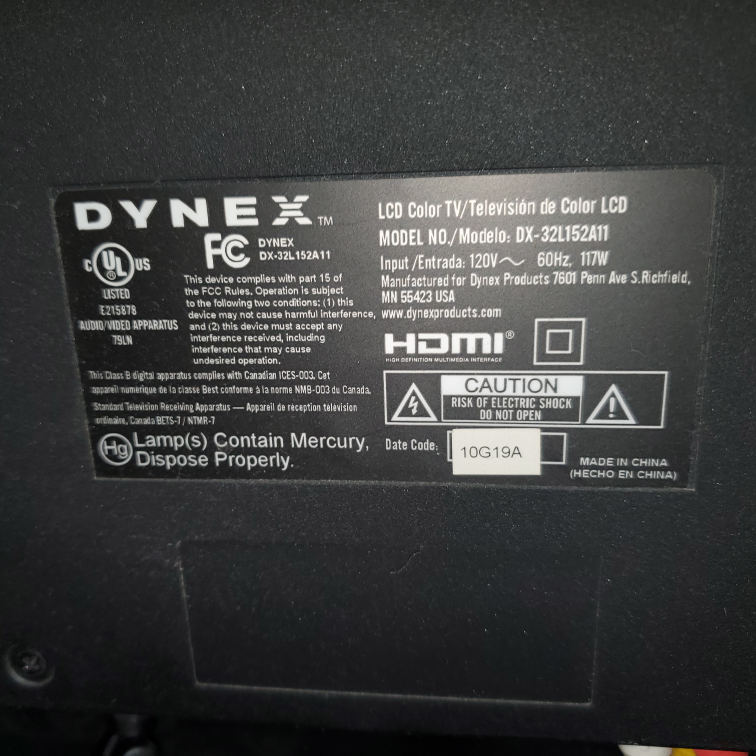 DYNEX™
C UL US
LISTED
E215878
AUDIO/VIDEO APPARATUS
79LN
FC
DYNEX
DX-32L152A11
This device complies with part 15 of
the FCC Rules. Operation is subject
to the following two conditions: (1) this
device may not cause harmful interference,
and (2) this device must accept any
interference received, including
interference that may cause
undesired operation.
This Class B digital apparatus complies with Canadian ICES-003. Cet
appareil numerique de la classe Best conforme à la norme NMB-003 du Canada.
Standard Television Receiving Apparatus — Appareil de réception télévision
ordinaire, Canada BETS-7 / NTMR-7
Hg Lamp(s) Contain Mercury,
Dispose Properly.
LCD Color TV/Televisión de Color LCD
MODEL NO./Modelo: DX-32L152A11
Input/Entrada: 120V~ 60Hz, 117W
Manufactured for Dynex Products 7601 Penn Ave S.Richfield,
MN 55423 USA
www.dynexproducts.com
HDMI®
HIGH DEFINITION MULTIMEDIA INTERFACE
CAUTION
RISK OF ELECTRIC SHOCK
DO NOT OPEN
Date Code: 10G19A
MADE IN CHINA
(HECHO EN CHINA)